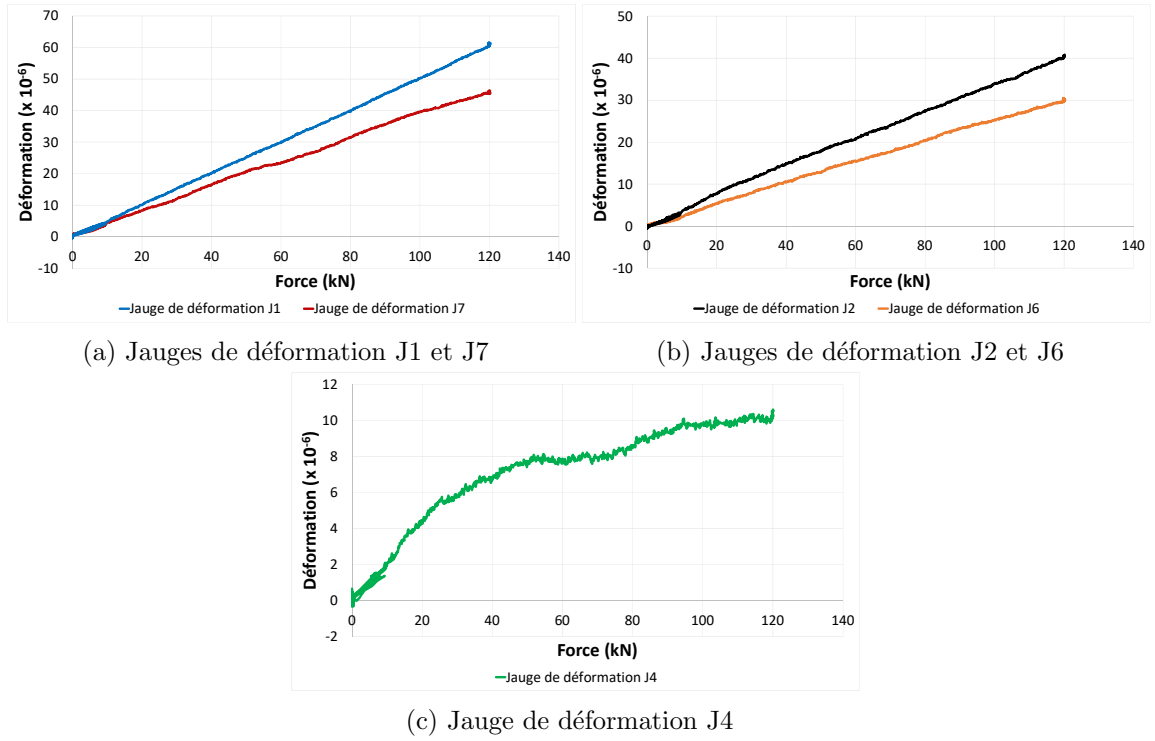 70
60
50
40
30
20
10
0
-10
0 20 40 60 80 100 120 140
Déformation (x 10⁻⁶)
Force (kN)
Jauge de déformation J1 Jauge de déformation J7
(a) Jauges de déformation J1 et J7
50
40
30
20
10
0
-10
0 20 40 60 80 100 120 140
Déformation (x 10⁻⁶)
Force (kN)
Jauge de déformation J2 Jauge de déformation J6
(b) Jauges de déformation J2 et J6
12
10
8
6
4
2
0
-2
0 20 40 60 80 100 120 140
Déformation (x 10⁻⁶)
Force (kN)
Jauge de déformation J4
(c) Jauge de déformation J4